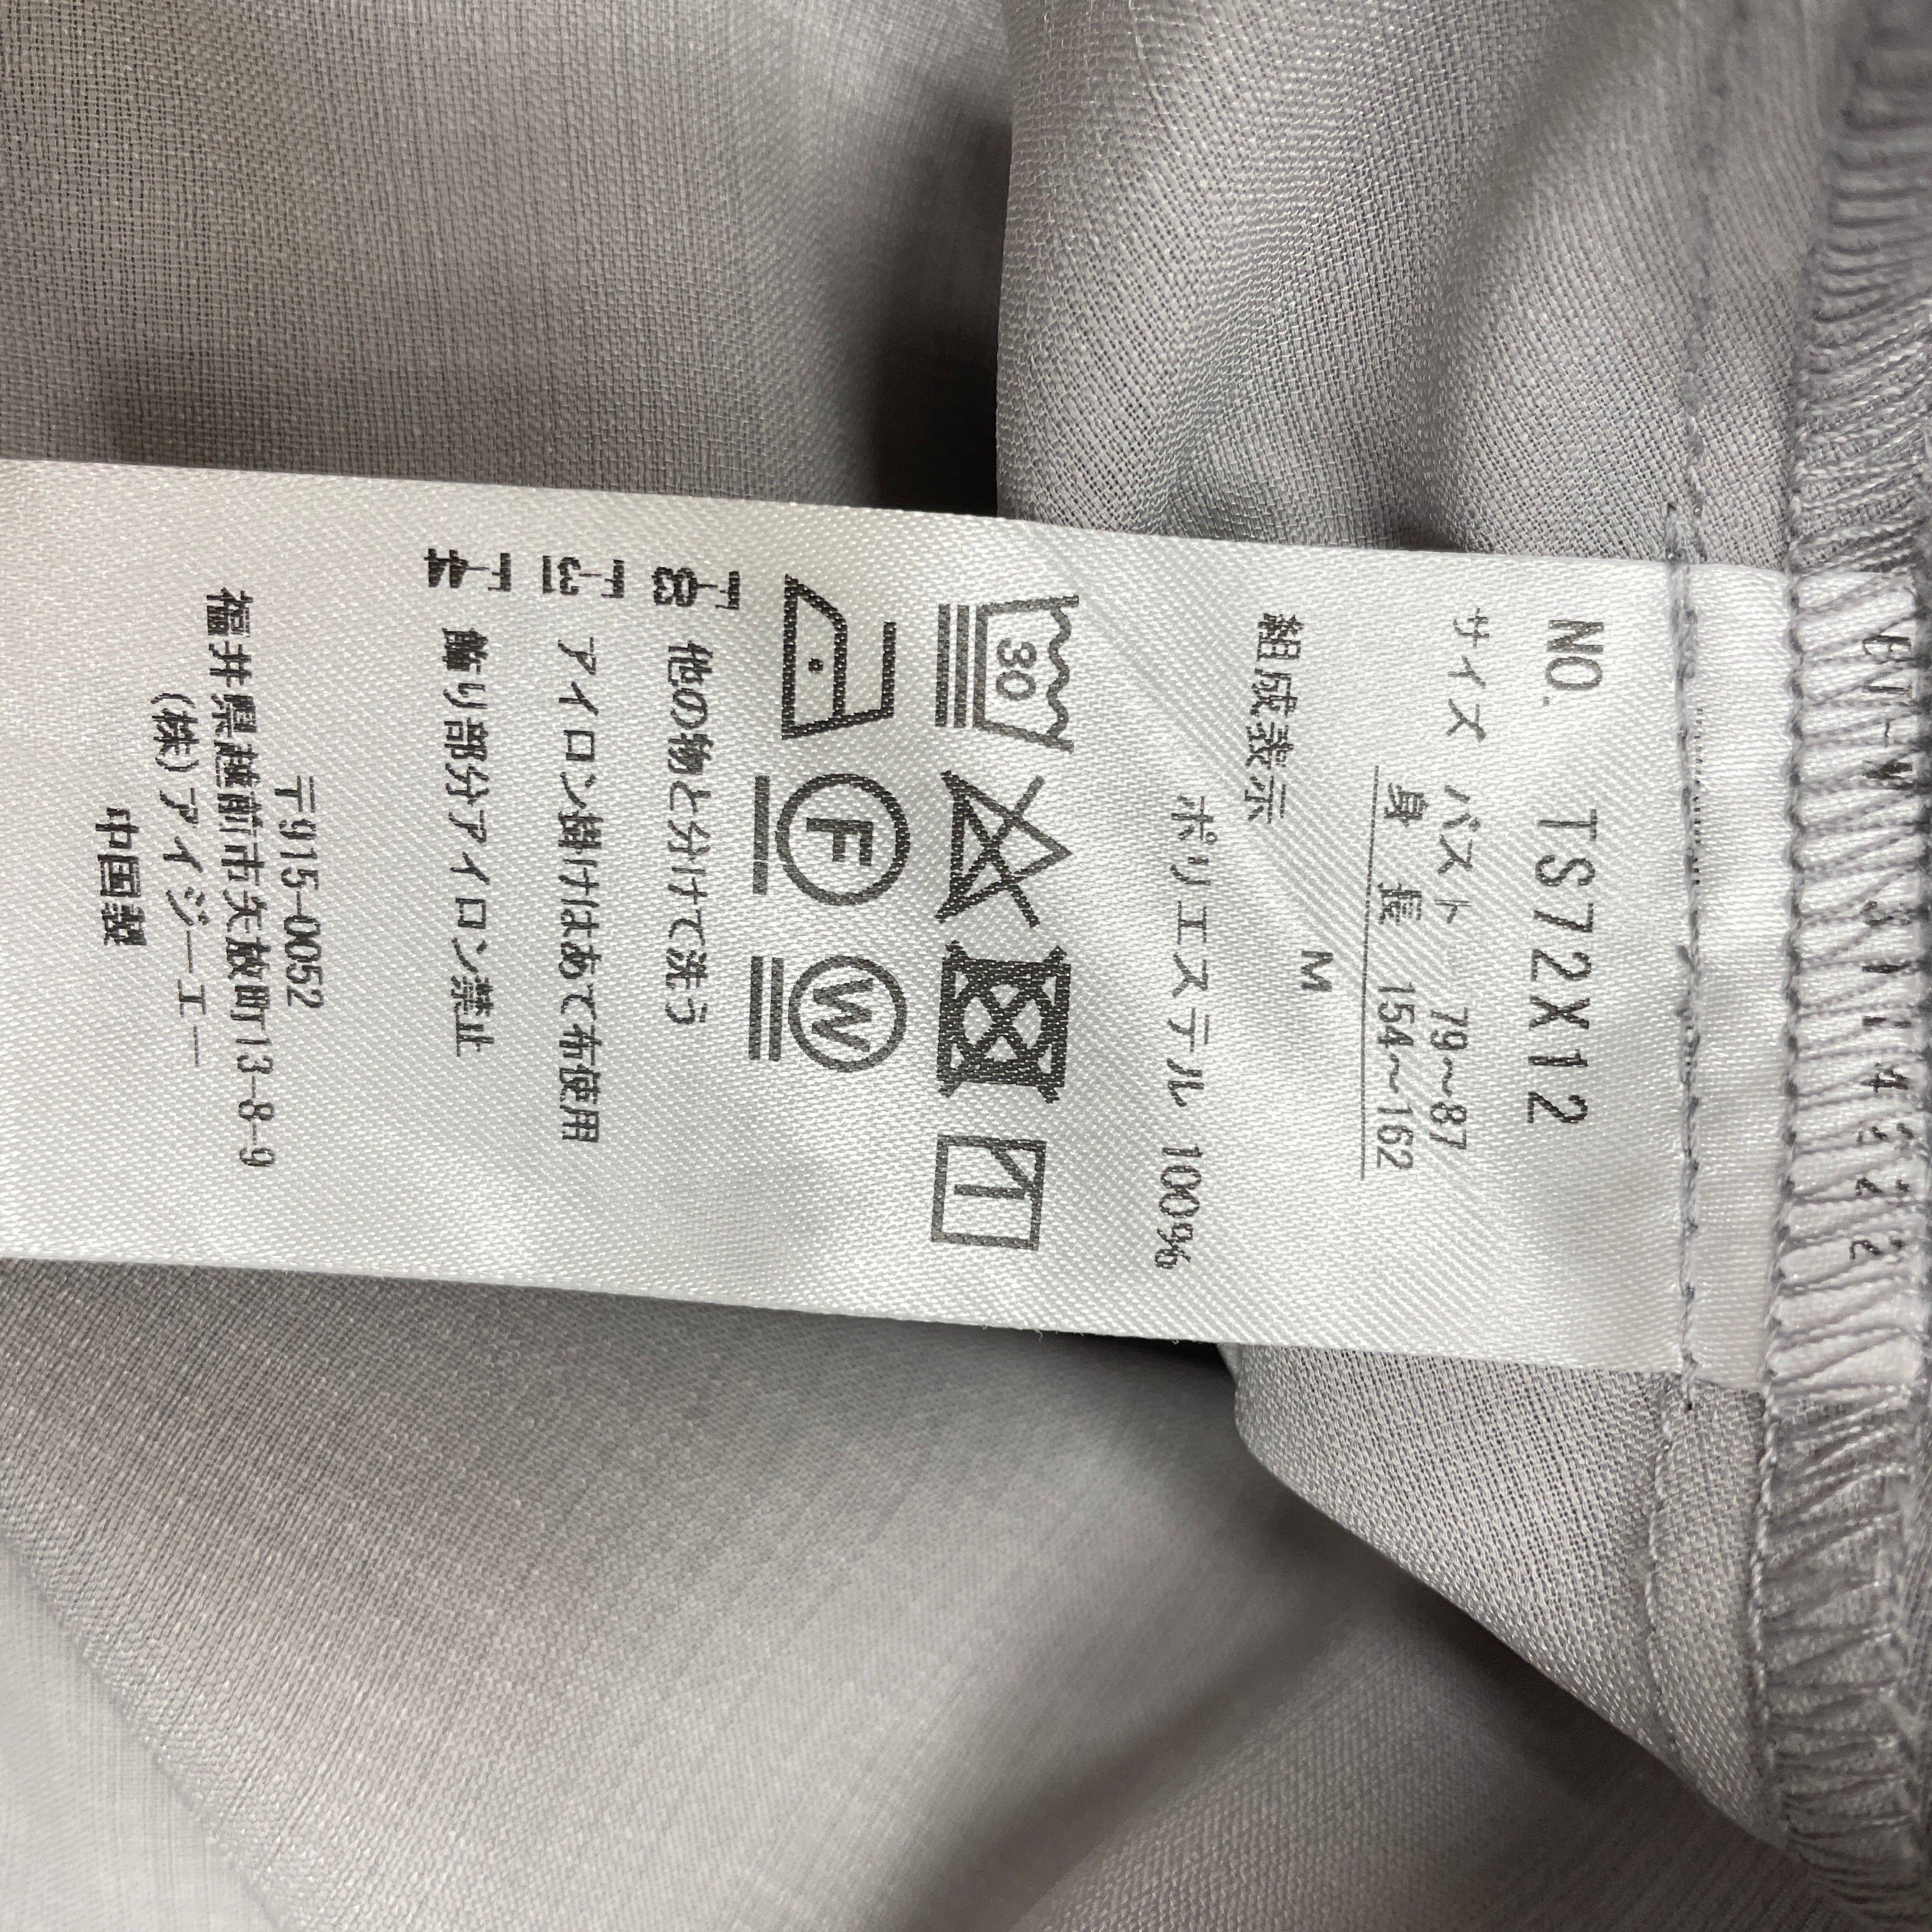 NO. TS72X12
サイズ バスト 79~87
身 長 154~162
M
組成表示
ポリエステル 100%
30
F W
T-83 他の物と分けて洗う
T-31 アイロン掛けはあて布使用
T-44 飾り部分アイロン禁止
〒915-0052
福井県越前市矢放町13-8-9
(株)アイジーエー
中国製